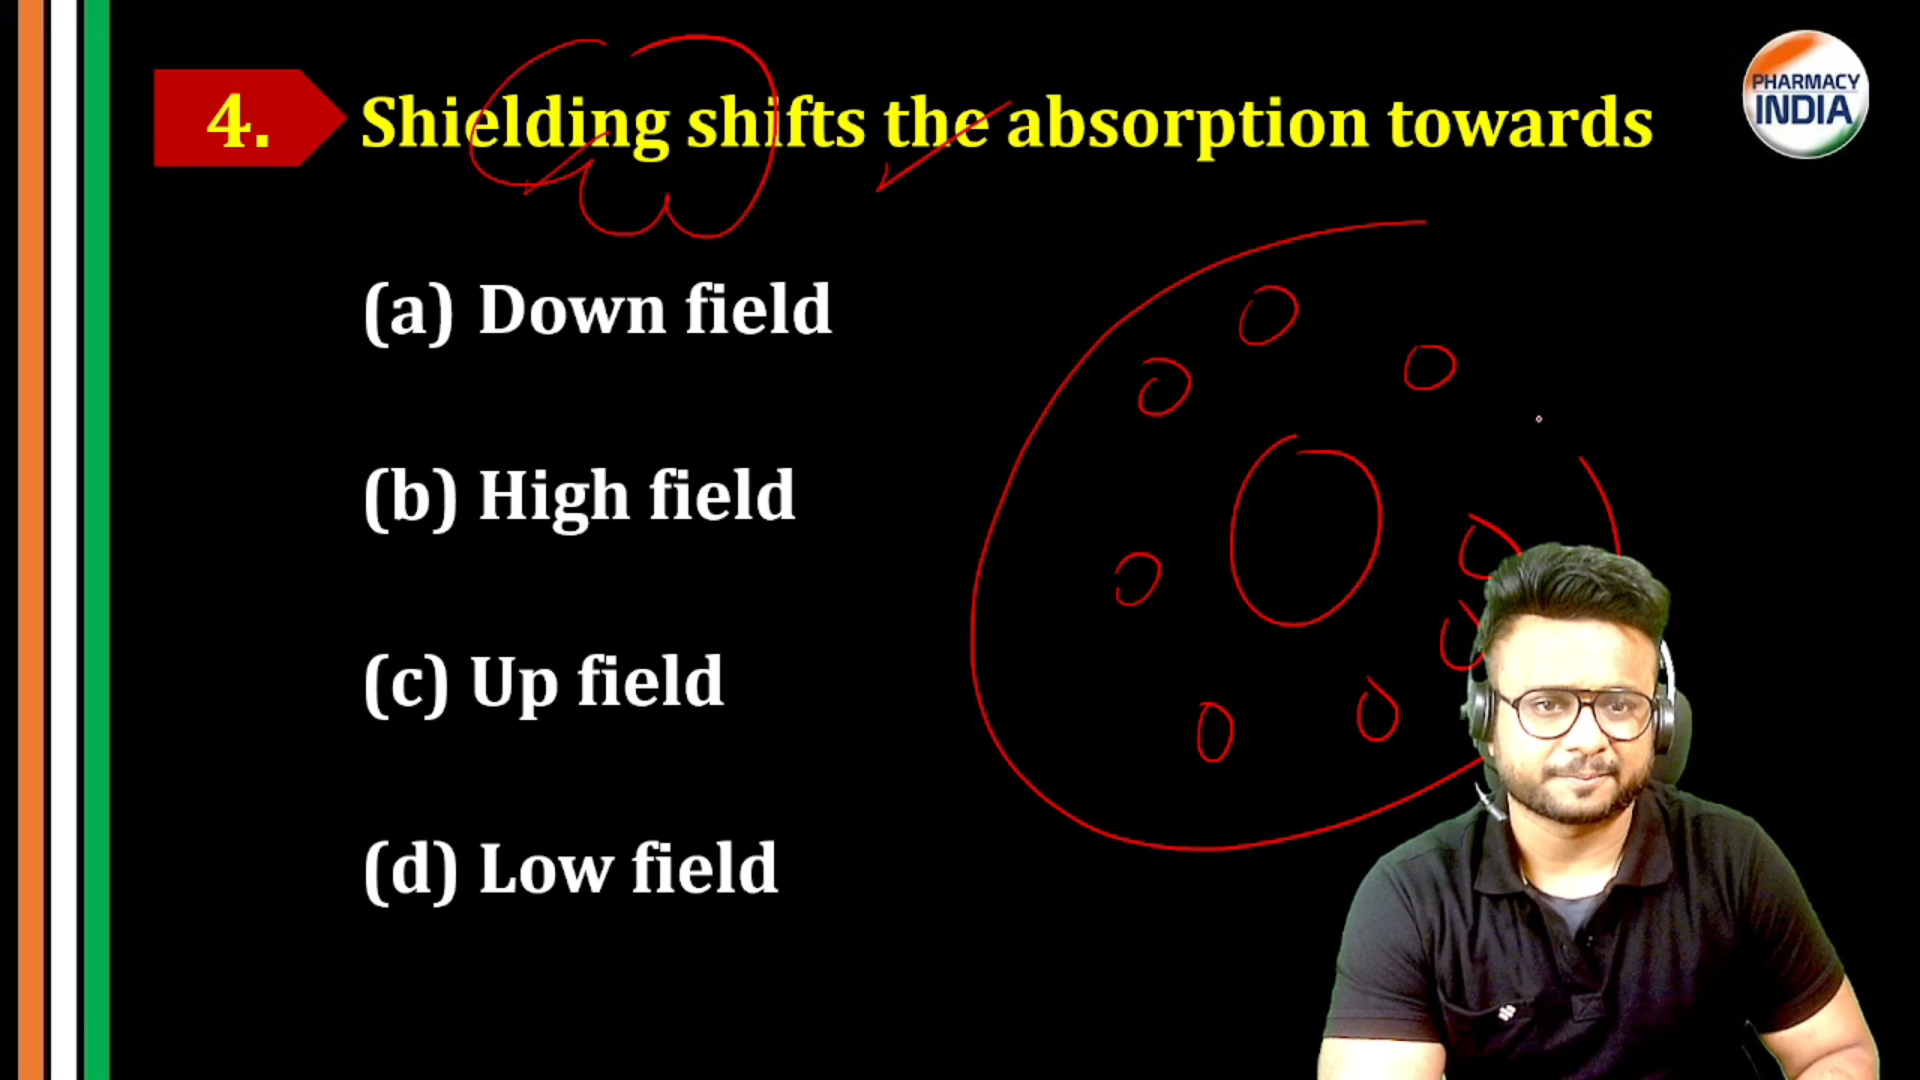 4.
Shielding shifts the absorption towards
PHARMACY
INDIA
(a) Down field
(b) High field
(c) Up field
(d) Low field